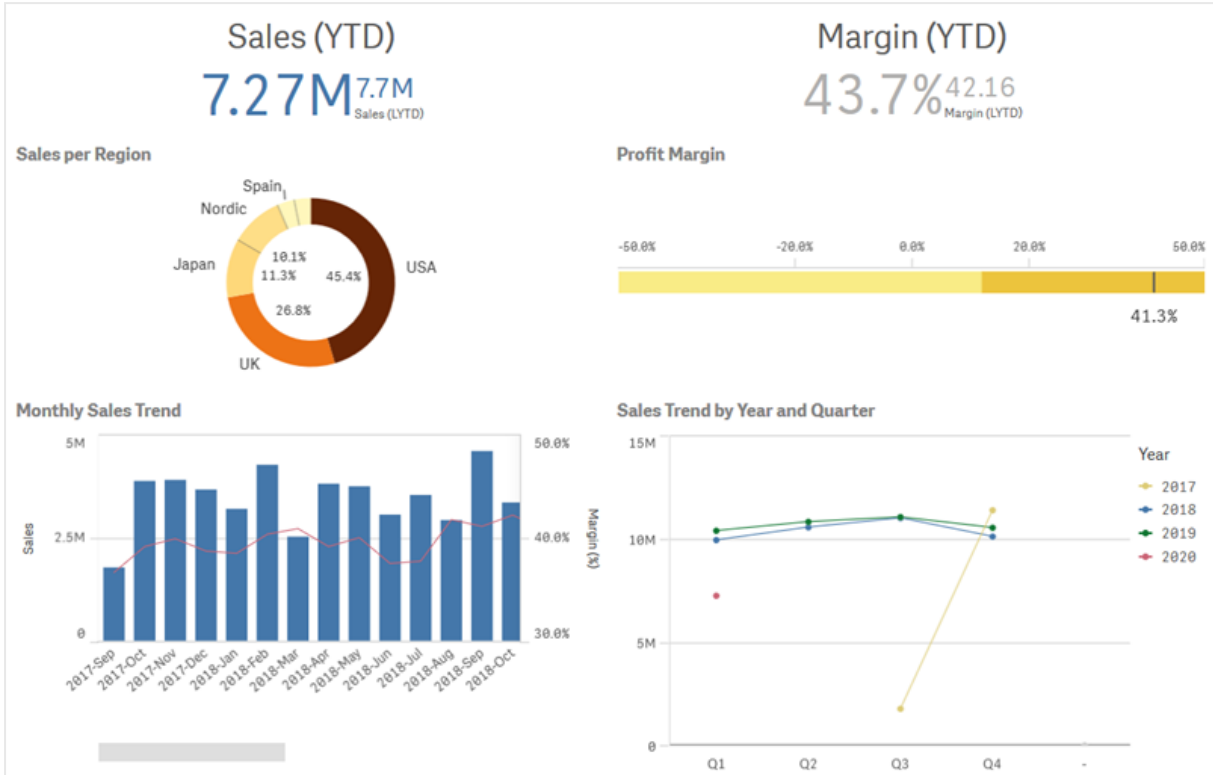 Sales (YTD)
7.27M 7.7M
Sales (LYTD)
Margin (YTD)
43.7% 42.16
Margin (LYTD)
Sales per Region
Spain
Nordic
Japan
USA
UK
10.1%
11.3%
45.4%
26.8%
Profit Margin
-50.0%
-20.0%
0.0%
20.0%
50.0%
41.3%
Monthly Sales Trend
5M
2.5M
0
Sales
50.0%
40.0%
30.0%
Margin (%)
2017-Sep
2017-Oct
2017-Nov
2017-Dec
2018-Jan
2018-Feb
2018-Mar
2018-Apr
2018-May
2018-Jun
2018-Jul
2018-Aug
2018-Sep
2018-Oct
Sales Trend by Year and Quarter
15M
10M
5M
0
Q1
Q2
Q3
Q4
-
Year
2017
2018
2019
2020